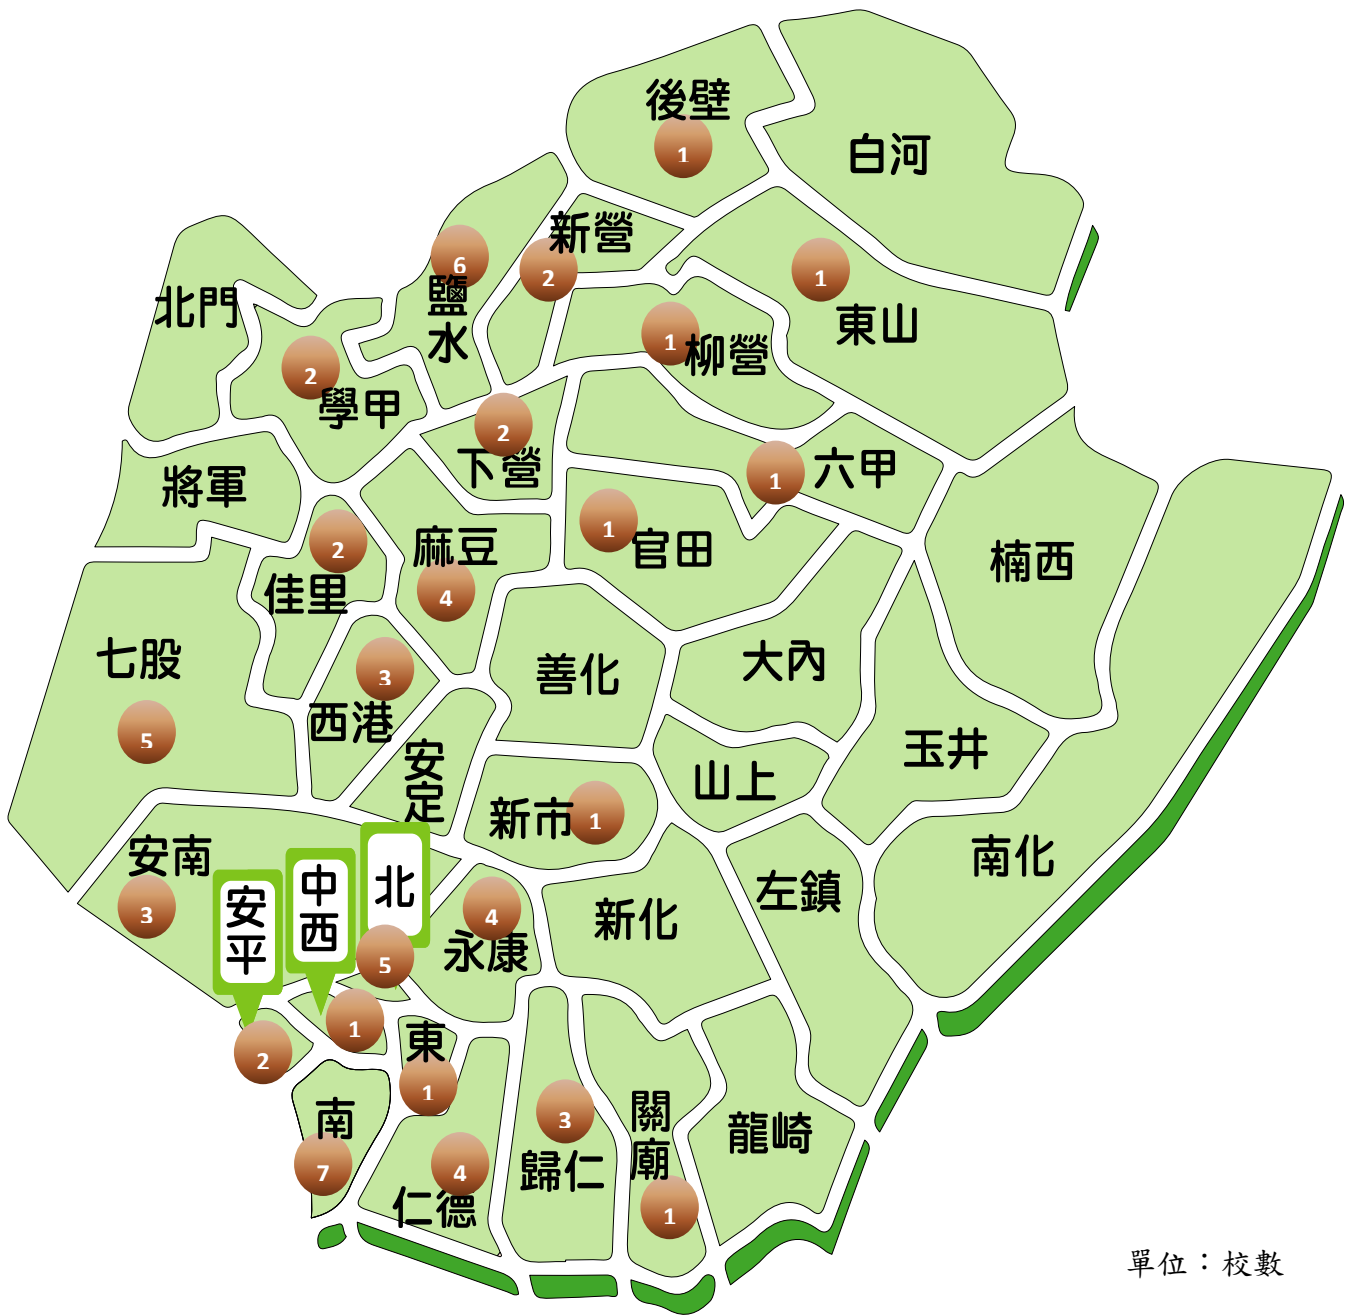 後壁
1
白河
新營
2
鹽水
6
東山
1
北門
學甲
2
柳營
1
下營
2
六甲
1
將軍
麻豆
4
官田
1
佳里
2
楠西
七股
5
西港
3
善化
大內
安定
新市
1
山上
玉井
安南
3
安平
2
中西
1
北
5
永康
4
新化
左鎮
南化
東
1
南
7
仁德
4
歸仁
3
關廟
1
龍崎
單位：校數